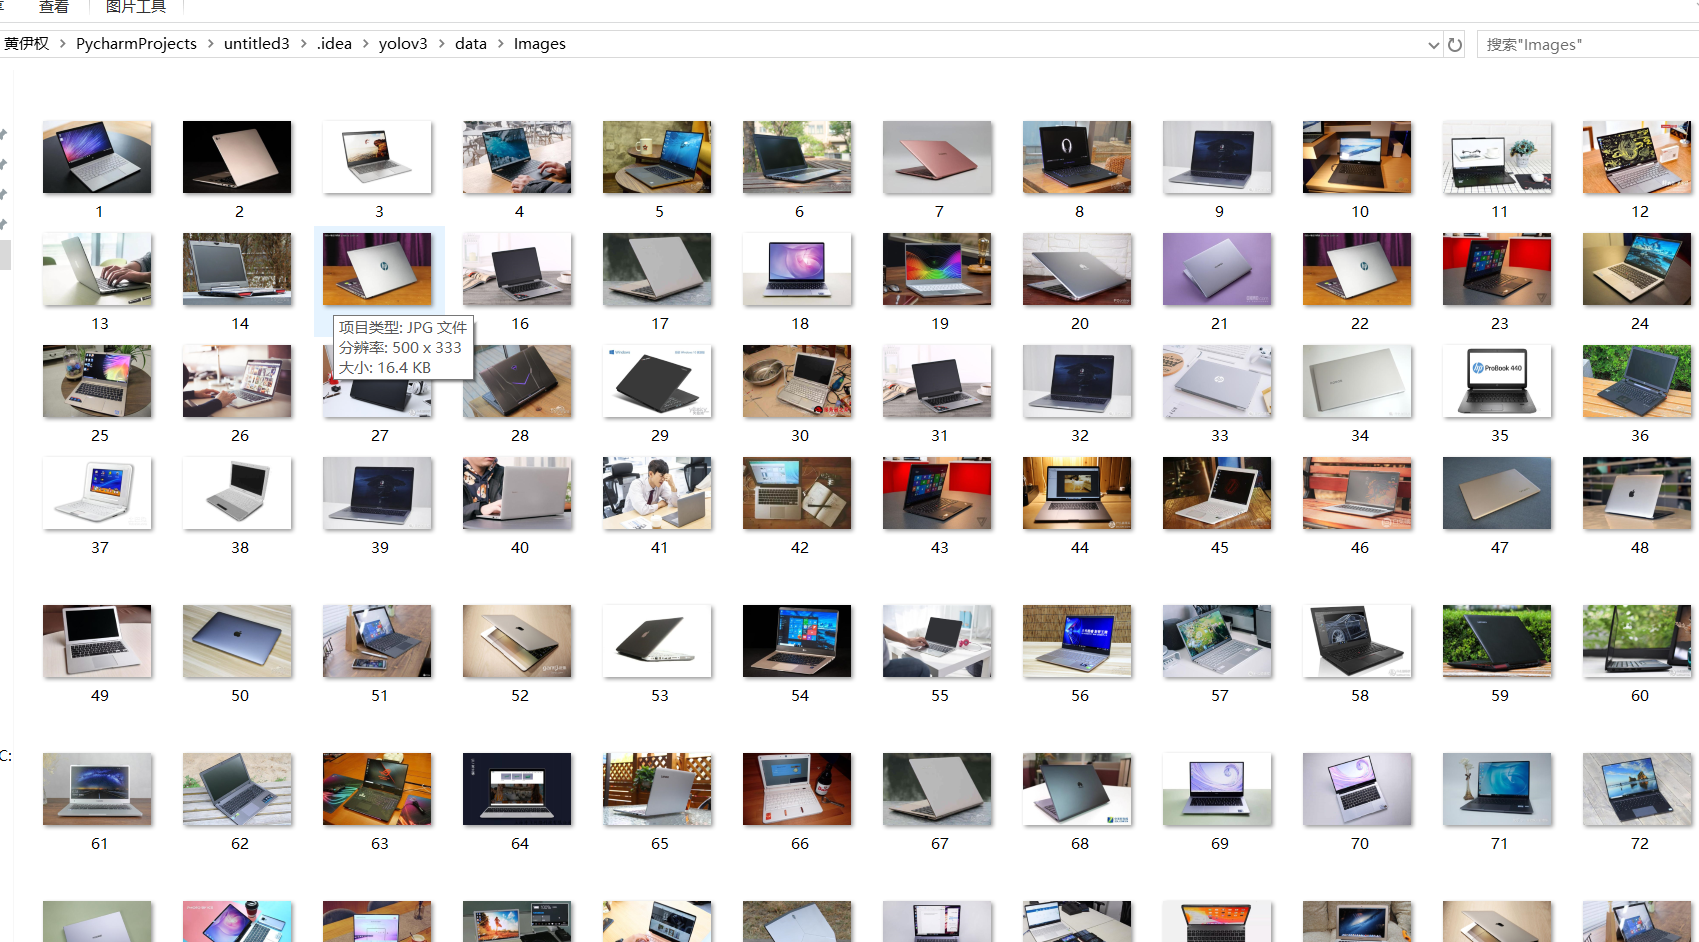 查看 图片工具
黄伊权 > PycharmProjects > untitled3 > .idea > yolov3 > data > Images
搜索"Images"
1 2 3 4 5 6 7 8 9 10 11 12
13 14 16 17 18 19 20 21 22 23 24
项目类型: JPG 文件
分辨率: 500 x 333
大小: 16.4 KB
25 26 27 28 29 30 31 32 33 34 35 36
ProBook 440
37 38 39 40 41 42 43 44 45 46 47 48
49 50 51 52 53 54 55 56 57 58 59 60
C:
61 62 63 64 65 66 67 68 69 70 71 72